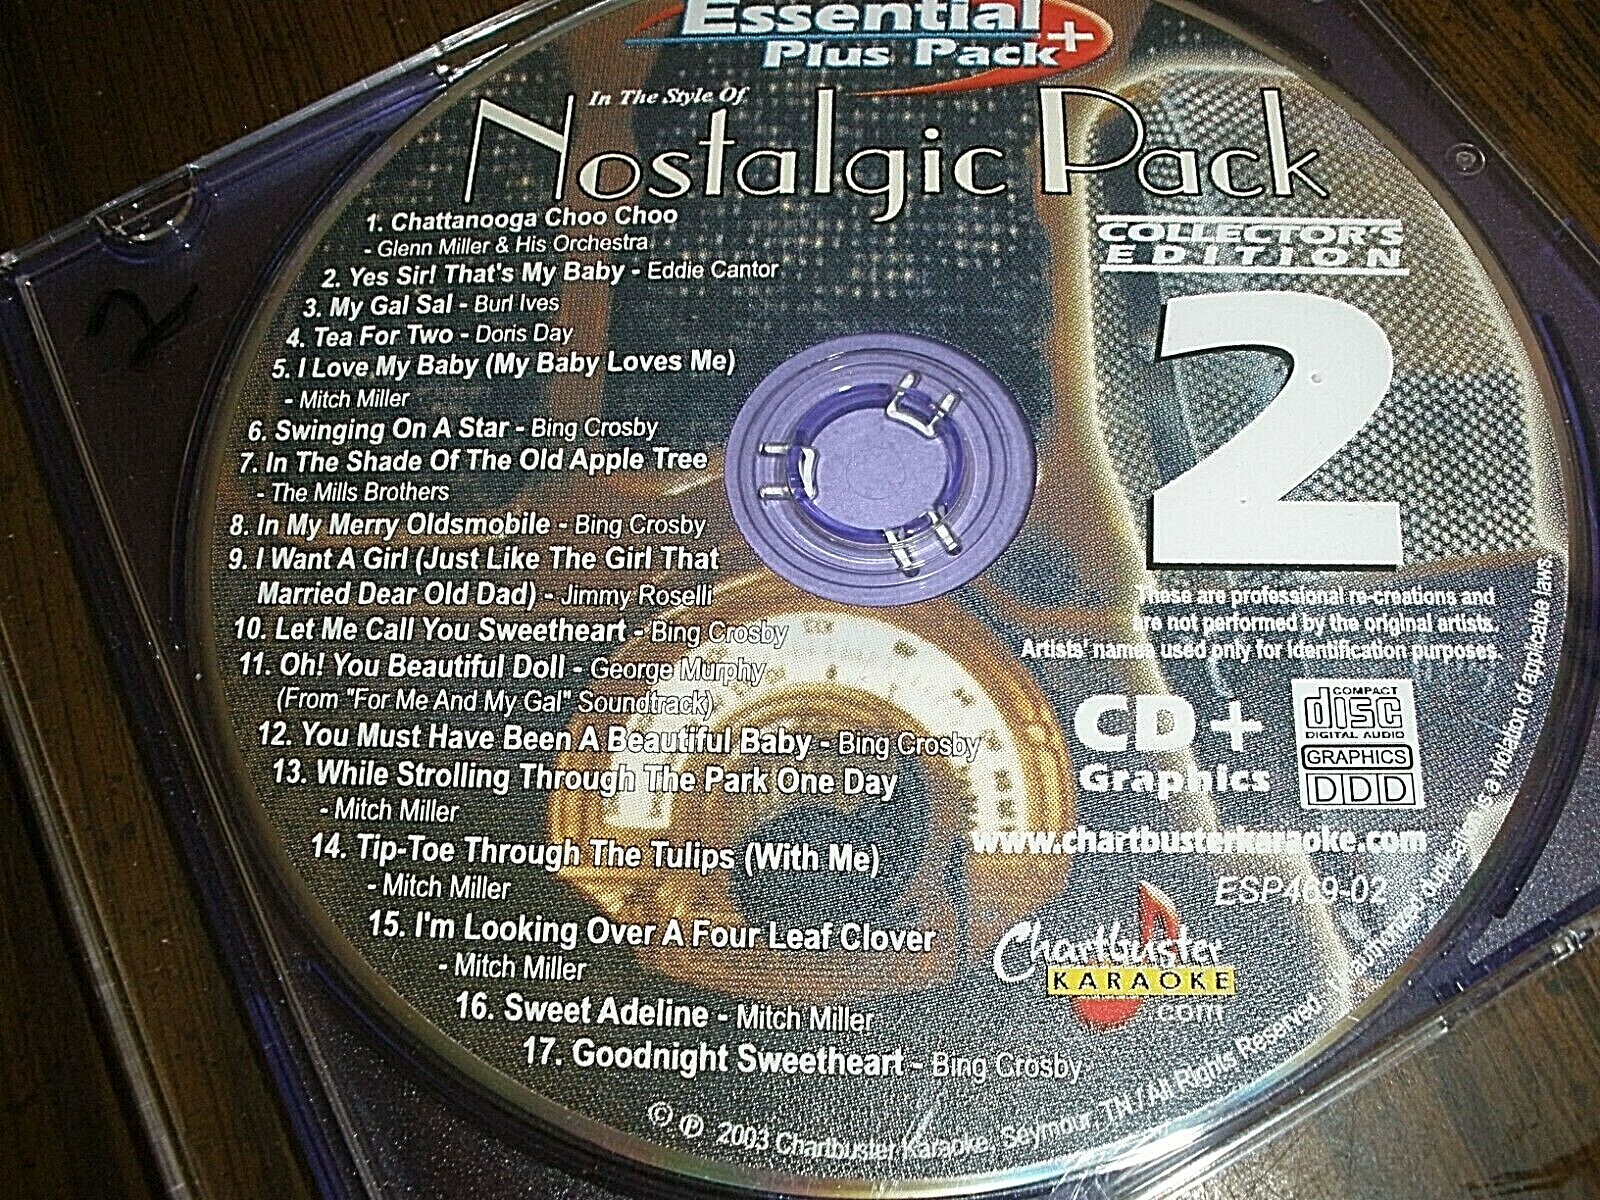 Essential
Plus Pack +
In The Style Of
Nostalgic Pack
COLLECTOR'S
EDITION
2
1. Chattanooga Choo Choo
- Glenn Miller & His Orchestra
2. Yes Sir! That's My Baby - Eddie Cantor
3. My Gal Sal - Burl Ives
4. Tea For Two - Doris Day
5. I Love My Baby (My Baby Loves Me)
- Mitch Miller
6. Swinging On A Star - Bing Crosby
7. In The Shade Of The Old Apple Tree
- The Mills Brothers
8. In My Merry Oldsmobile - Bing Crosby
9. I Want A Girl (Just Like The Girl That
Married Dear Old Dad) - Jimmy Roselli
10. Let Me Call You Sweetheart - Bing Crosby
11. Oh! You Beautiful Doll - George Murphy
(From "For Me And My Gal" Soundtrack)
12. You Must Have Been A Beautiful Baby - Bing Crosby
13. While Strolling Through The Park One Day
- Mitch Miller
14. Tip-Toe Through The Tulips (With Me)
- Mitch Miller
15. I'm Looking Over A Four Leaf Clover
- Mitch Miller
16. Sweet Adeline - Mitch Miller
17. Goodnight Sweetheart - Bing Crosby
These are professional re-creations and
are not performed by the original artists.
Artists' names used only for identification purposes.
CD +
Graphics
COMPACT
disc
DIGITAL AUDIO
GRAPHICS
DDD
www.chartbusterkaraoke.com
ESP469-02
Chartbuster
KARAOKE
.com
© ℗ 2003 Chartbuster Karaoke, Seymour, TN / All Rights Reserved
duplication is a violation of applicable laws
2